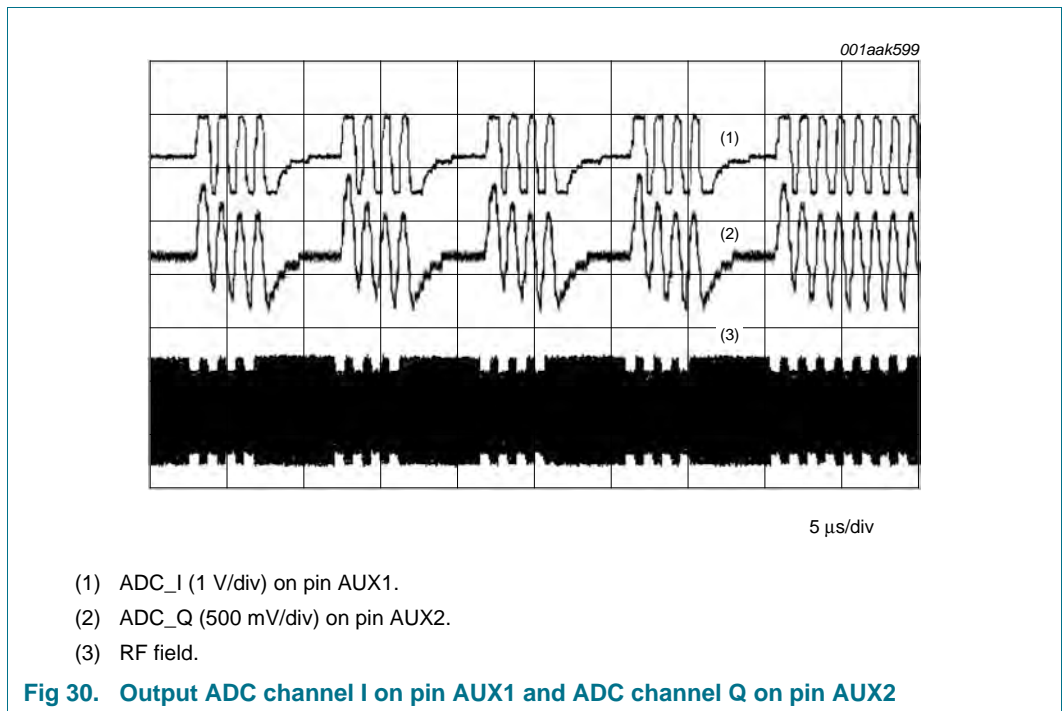 001aak599
(1)
(2)
(3)
5 μs/div
(1) ADC_I (1 V/div) on pin AUX1.
(2) ADC_Q (500 mV/div) on pin AUX2.
(3) RF field.
Fig 30. Output ADC channel I on pin AUX1 and ADC channel Q on pin AUX2